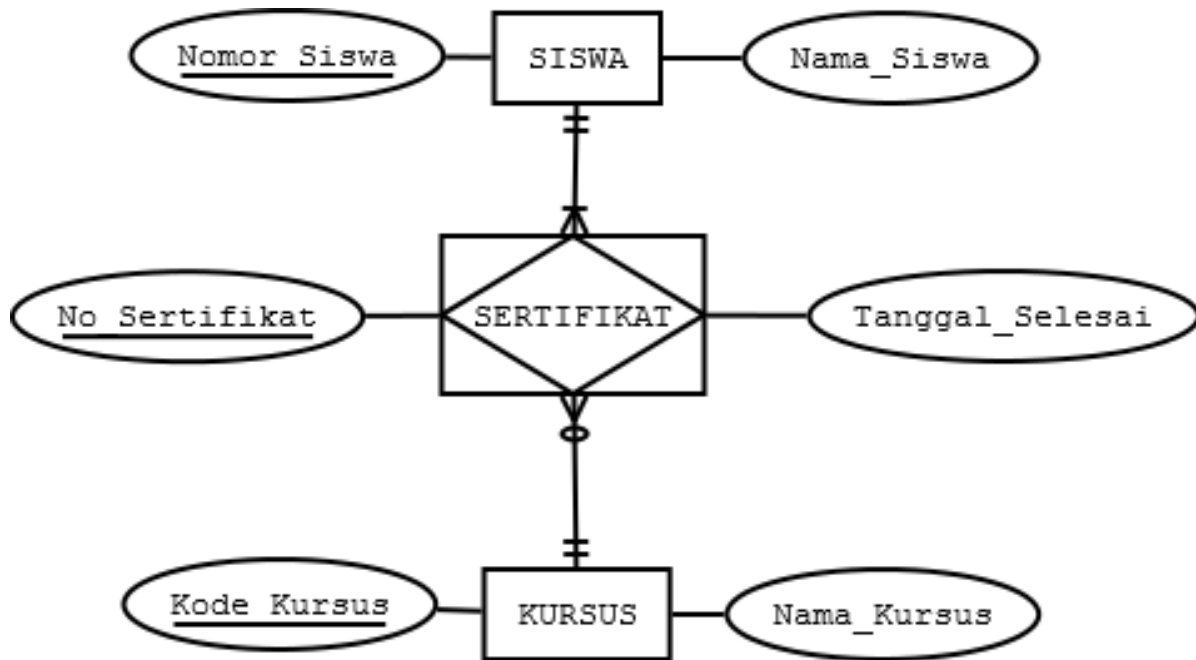 Nomor Siswa
SISWA
Nama_Siswa
No Sertifikat
SERTIFIKAT
Tanggal_Selesai
Kode Kursus
KURSUS
Nama_Kursus